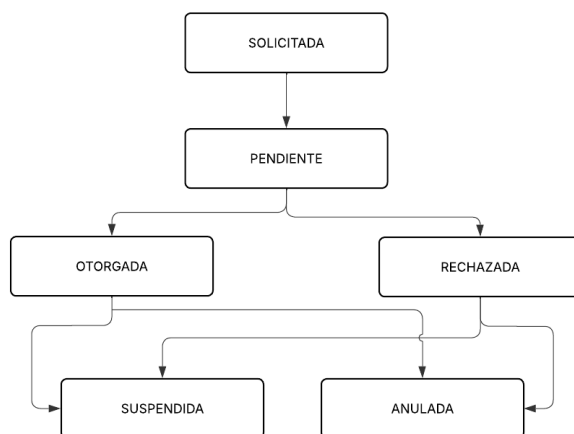 SOLICITADA
PENDIENTE
OTORGADA
RECHAZADA
SUSPENDIDA
ANULADA